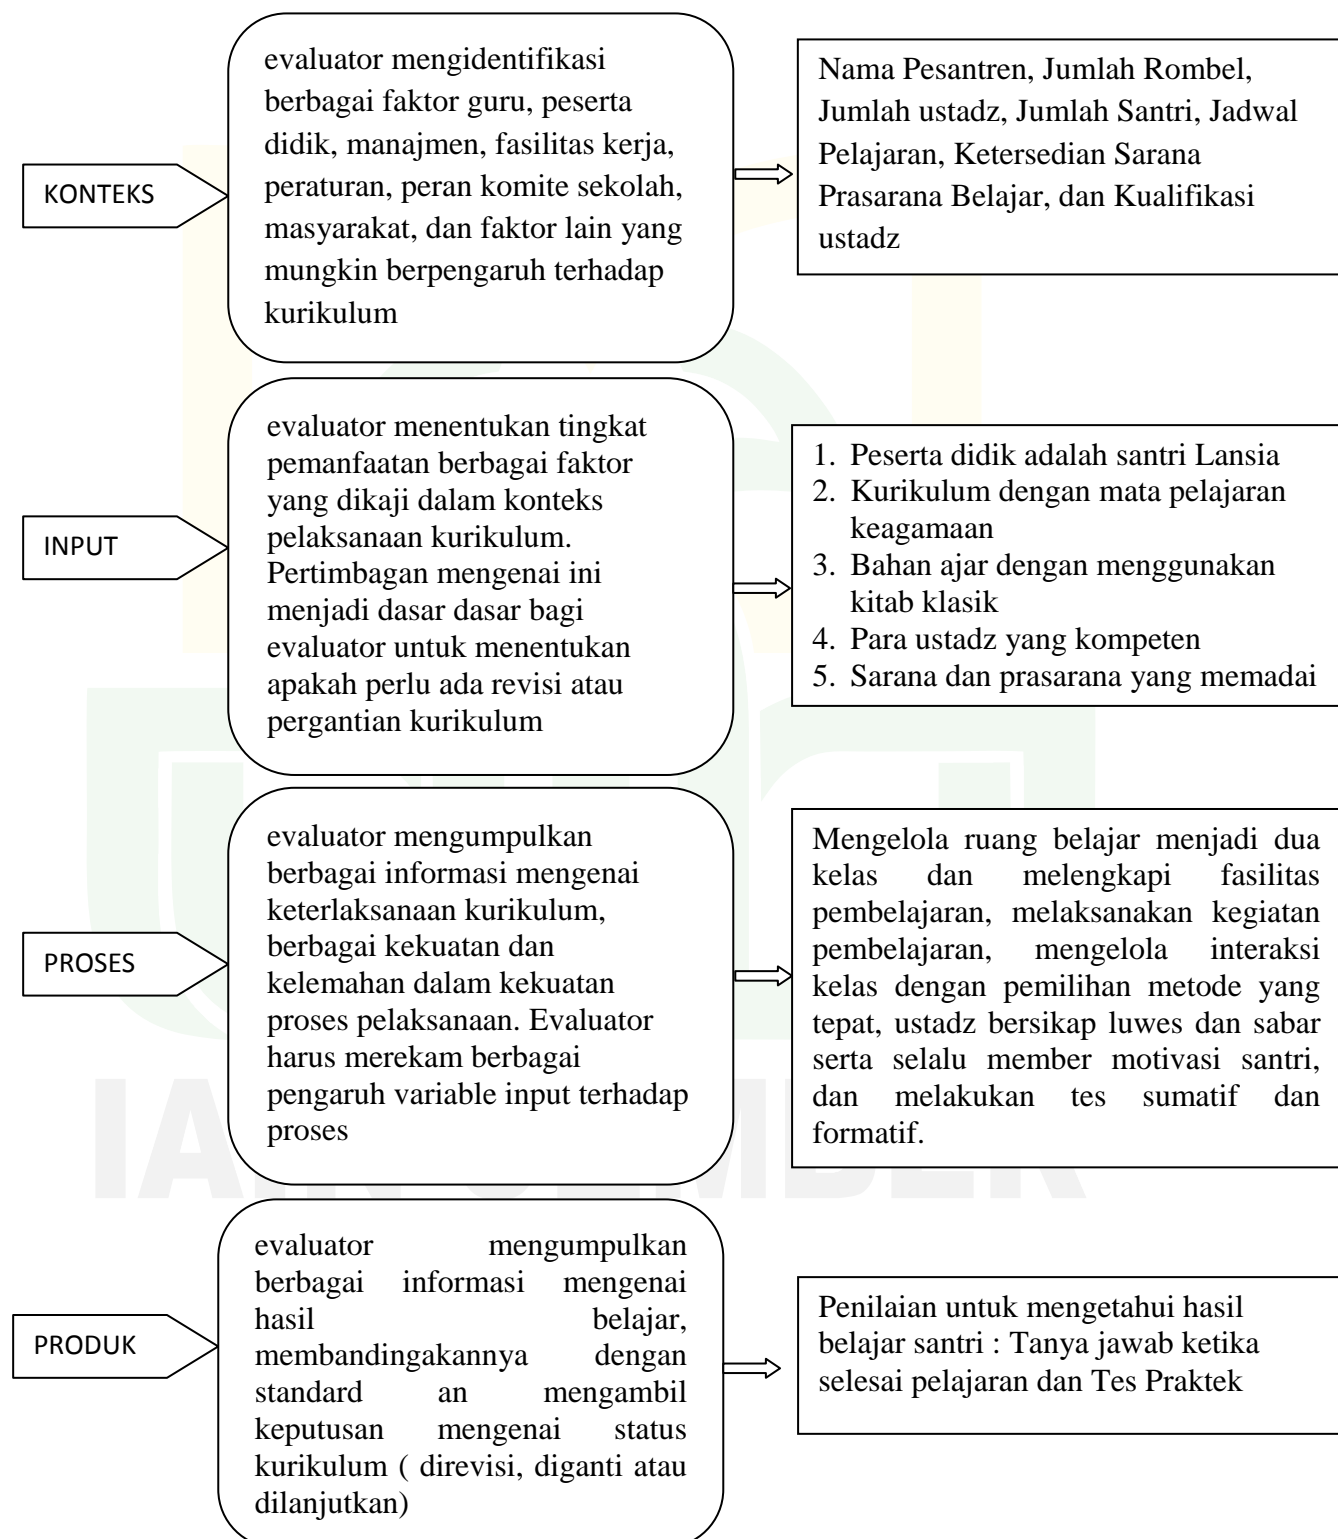 KONTEKS
evaluator mengidentifikasi
berbagai faktor guru, peserta
didik, manajmen, fasilitas kerja,
peraturan, peran komite sekolah,
masyarakat, dan faktor lain yang
mungkin berpengaruh terhadap
kurikulum
Nama Pesantren, Jumlah Rombel,
Jumlah ustadz, Jumlah Santri, Jadwal
Pelajaran, Ketersedian Sarana
Prasarana Belajar, dan Kualifikasi
ustadz
INPUT
evaluator menentukan tingkat
pemanfaatan berbagai faktor
yang dikaji dalam konteks
pelaksanaan kurikulum.
Pertimbagan mengenai ini
menjadi dasar dasar bagi
evaluator untuk menentukan
apakah perlu ada revisi atau
pergantian kurikulum
1. Peserta didik adalah santri Lansia
2. Kurikulum dengan mata pelajaran
keagamaan
3. Bahan ajar dengan menggunakan
kitab klasik
4. Para ustadz yang kompeten
5. Sarana dan prasarana yang memadai
PROSES
evaluator mengumpulkan
berbagai informasi mengenai
keterlaksanaan kurikulum,
berbagai kekuatan dan
kelemahan dalam kekuatan
proses pelaksanaan. Evaluator
harus merekam berbagai
pengaruh variable input terhadap
proses
Mengelola ruang belajar menjadi dua
kelas dan melengkapi fasilitas
pembelajaran, melaksanakan kegiatan
pembelajaran, mengelola interaksi
kelas dengan pemilihan metode yang
tepat, ustadz bersikap luwes dan sabar
serta selalu member motivasi santri,
dan melakukan tes sumatif dan
formatif.
IAIN JEMBER
PRODUK
evaluator mengumpulkan
berbagai informasi mengenai
hasil belajar,
membandingakannya dengan
standard an mengambil
keputusan mengenai status
kurikulum ( direvisi, diganti atau
dilanjutkan)
Penilaian untuk mengetahui hasil
belajar santri : Tanya jawab ketika
selesai pelajaran dan Tes Praktek